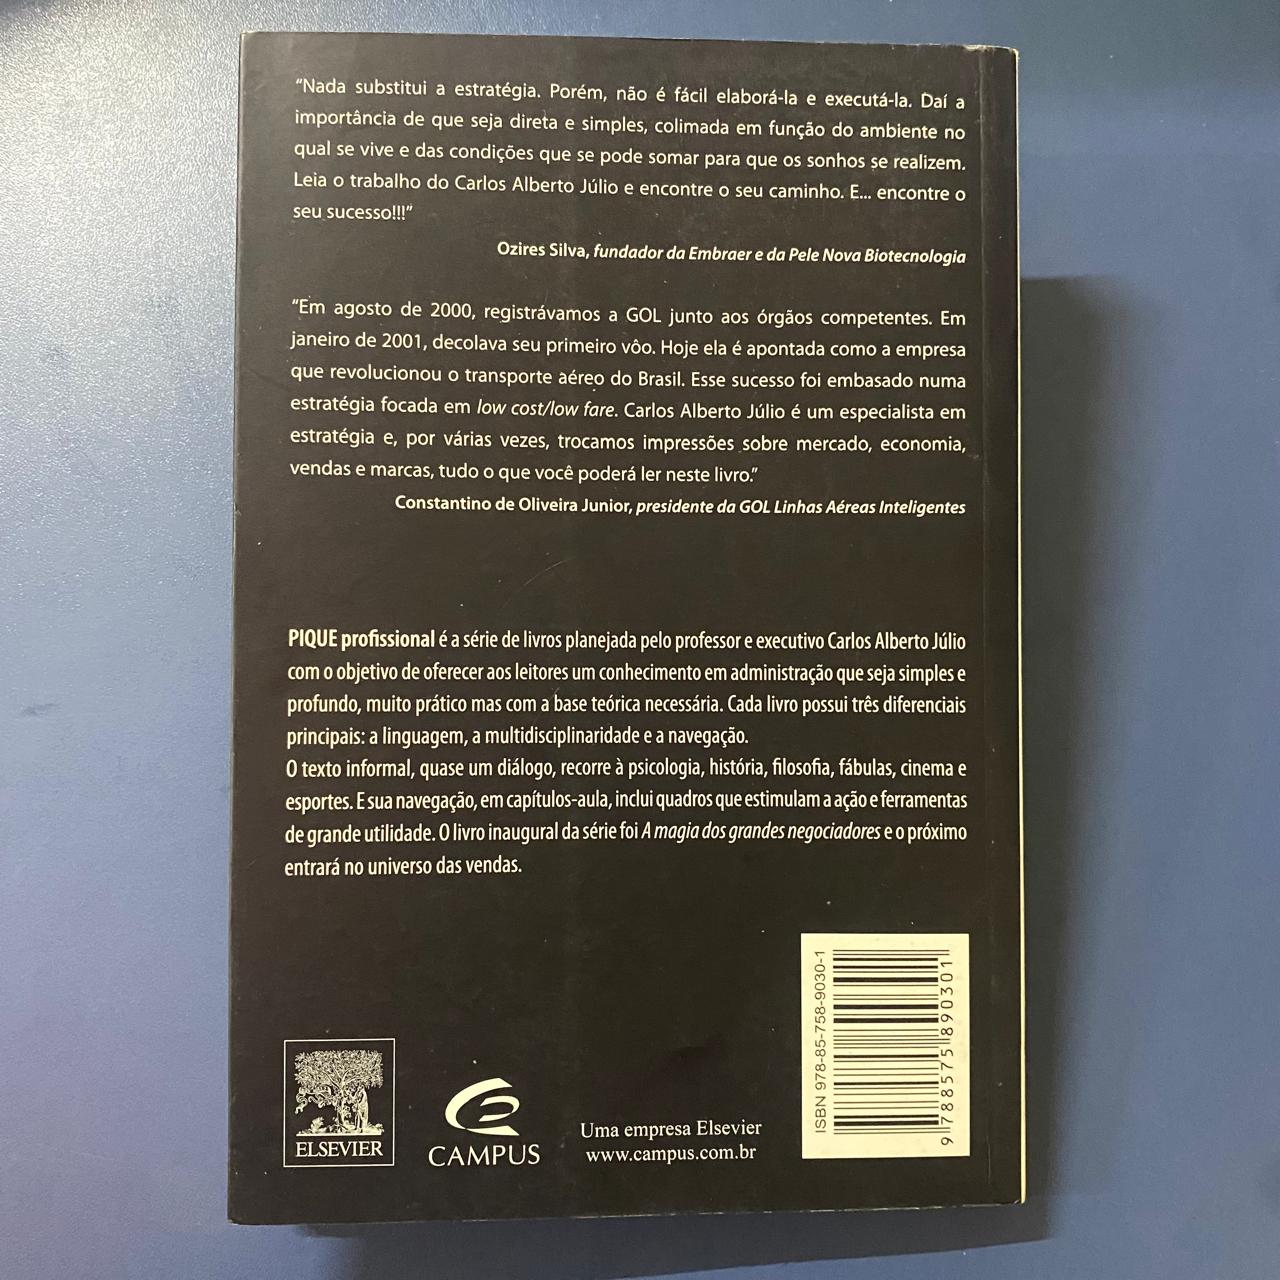 “Nada substitui a estratégia. Porém, não é fácil elaborá-la e executá-la. Daí a
importância de que seja direta e simples, colimada em função do ambiente no
qual se vive e das condições que se pode somar para que os sonhos se realizem.
Leia o trabalho do Carlos Alberto Júlio e encontre o seu caminho. E... encontre o
seu sucesso!!!”
Ozires Silva, fundador da Embraer e da Pele Nova Biotecnologia
“Em agosto de 2000, registrávamos a GOL junto aos órgãos competentes. Em
janeiro de 2001, decolava seu primeiro vôo. Hoje ela é apontada como a empresa
que revolucionou o transporte aéreo do Brasil. Esse sucesso foi embasado numa
estratégia focada em low cost/low fare. Carlos Alberto Júlio é um especialista em
estratégia e, por várias vezes, trocamos impressões sobre mercado, economia,
vendas e marcas, tudo o que você poderá ler neste livro.”
Constantino de Oliveira Junior, presidente da GOL Linhas Aéreas Inteligentes
PIQUE profissional é a série de livros planejada pelo professor e executivo Carlos Alberto Júlio
com o objetivo de oferecer aos leitores um conhecimento em administração que seja simples e
profundo, muito prático mas com a base teórica necessária. Cada livro possui três diferenciais
principais: a linguagem, a multidisciplinaridade e a navegação.
O texto informal, quase um diálogo, recorre à psicologia, história, filosofia, fábulas, cinema e
esportes. E sua navegação, em capítulos-aula, inclui quadros que estimulam a ação e ferramentas
de grande utilidade. O livro inaugural da série foi A magia dos grandes negociadores e o próximo
entrará no universo das vendas.
ISBN 978-85-758-9030-1
9 788575 890301
ELSEVIER
CAMPUS
Uma empresa Elsevier
www.campus.com.br